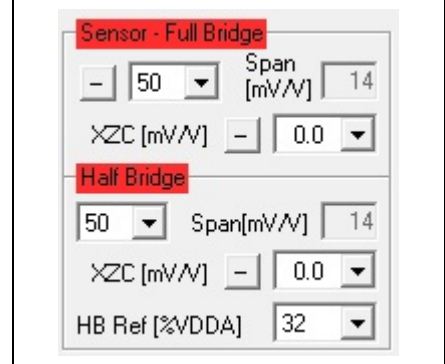 Sensor - Full Bridge
- 50 Span [mV/V] 14
XZC [mV/V] - 0.0
Half Bridge
50 Span[mV/V] 14
XZC [mV/V] - 0.0
HB Ref [%VDDA] 32